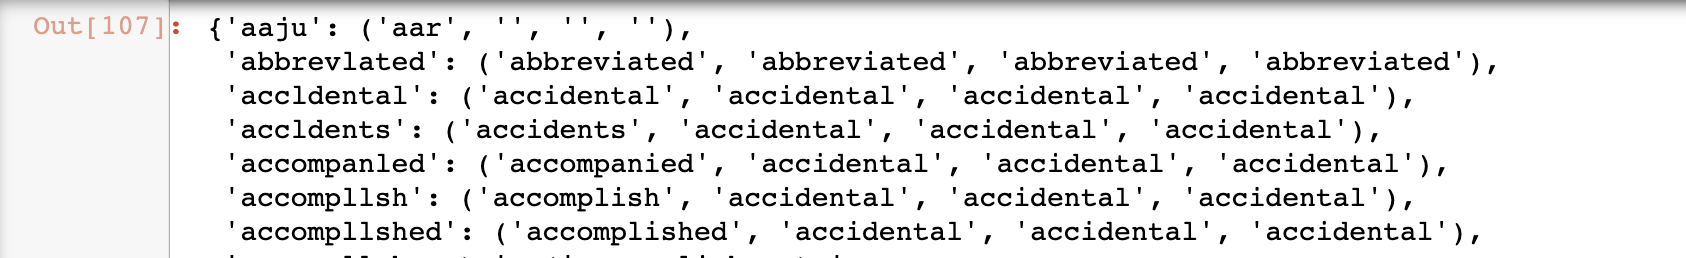 Out[107]: {'aaju': ('aar', '', '', ''),
'abbrevlated': ('abbreviated', 'abbreviated', 'abbreviated', 'abbreviated'),
'accldental': ('accidental', 'accidental', 'accidental', 'accidental'),
'accldents': ('accidents', 'accidental', 'accidental', 'accidental'),
'accompanled': ('accompanied', 'accidental', 'accidental', 'accidental'),
'accompllsh': ('accomplish', 'accidental', 'accidental', 'accidental'),
'accompllshed': ('accomplished', 'accidental', 'accidental', 'accidental'),